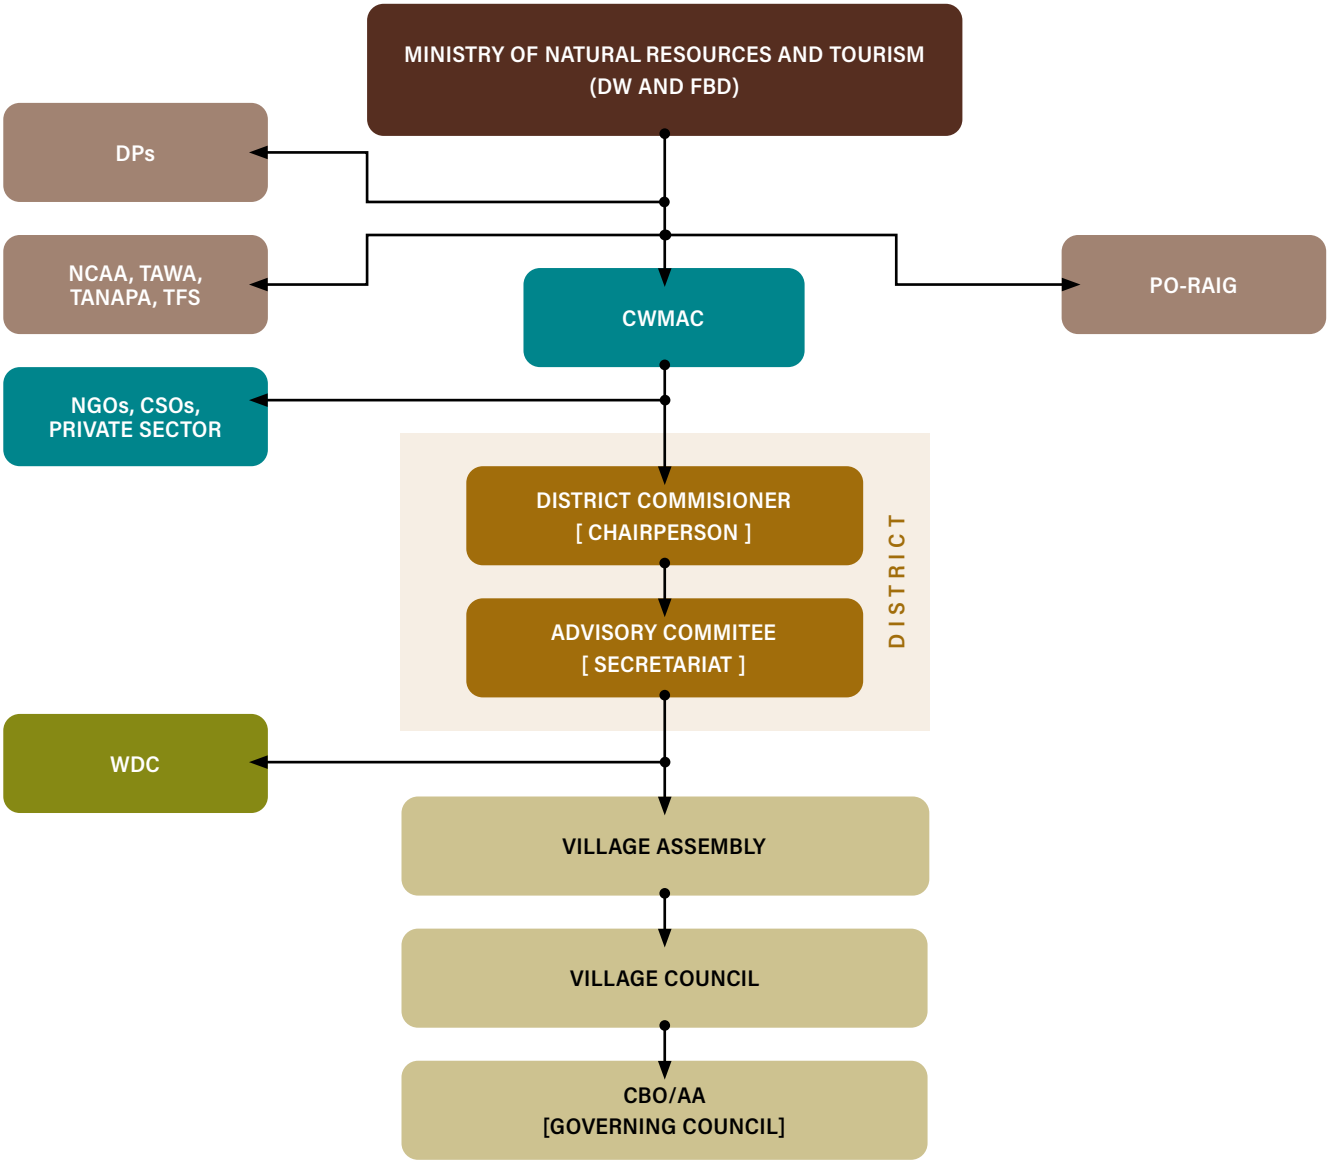 MINISTRY OF NATURAL RESOURCES AND TOURISM
(DW AND FBD)
DPs
NCAA, TAWA,
TANAPA, TFS
PO-RAIG
CWMAC
NGOs, CSOs,
PRIVATE SECTOR
DISTRICT COMMISIONER
[ CHAIRPERSON ]
DISTRICT
ADVISORY COMMITEE
[ SECRETARIAT ]
WDC
VILLAGE ASSEMBLY
VILLAGE COUNCIL
CBO/AA
[GOVERNING COUNCIL]